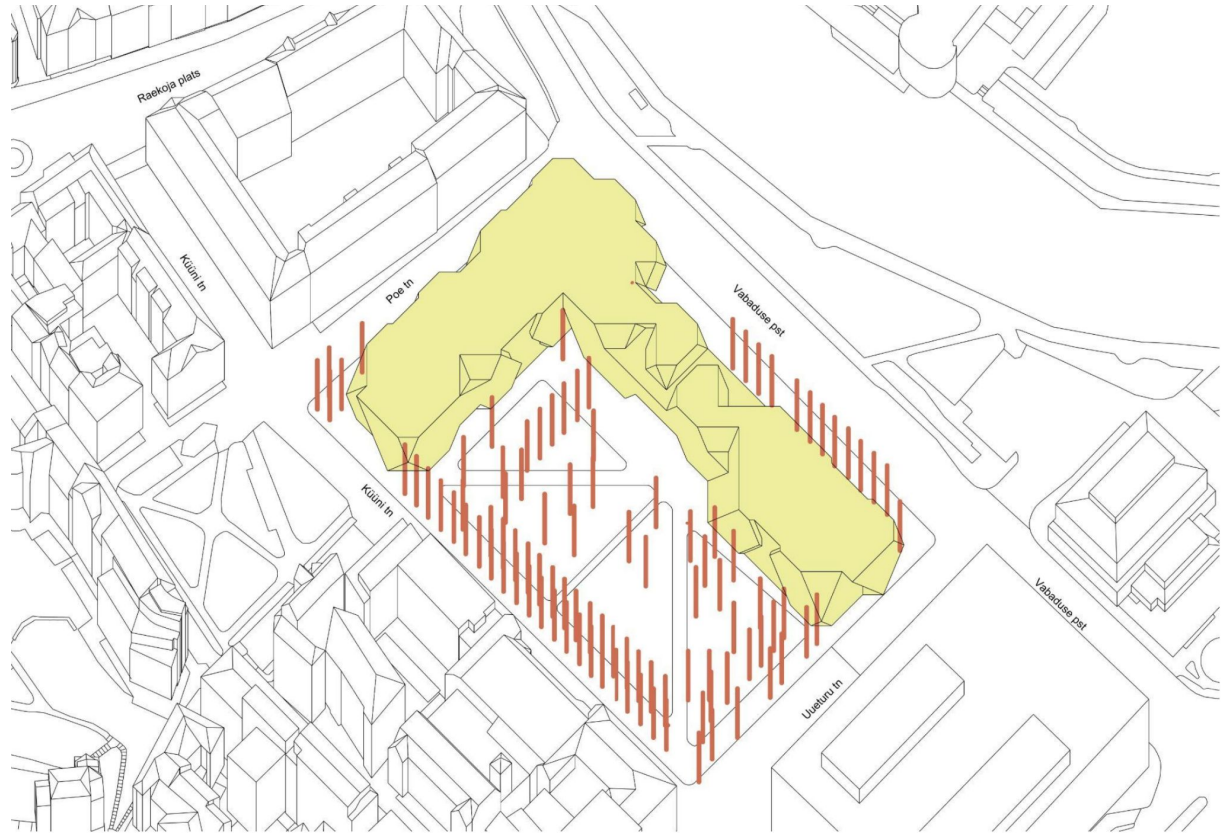 Raekoja plats
Küüni tn
Poe tn
Vabaduse pst
Küüni tn
Vabaduse pst
Uueturu tn